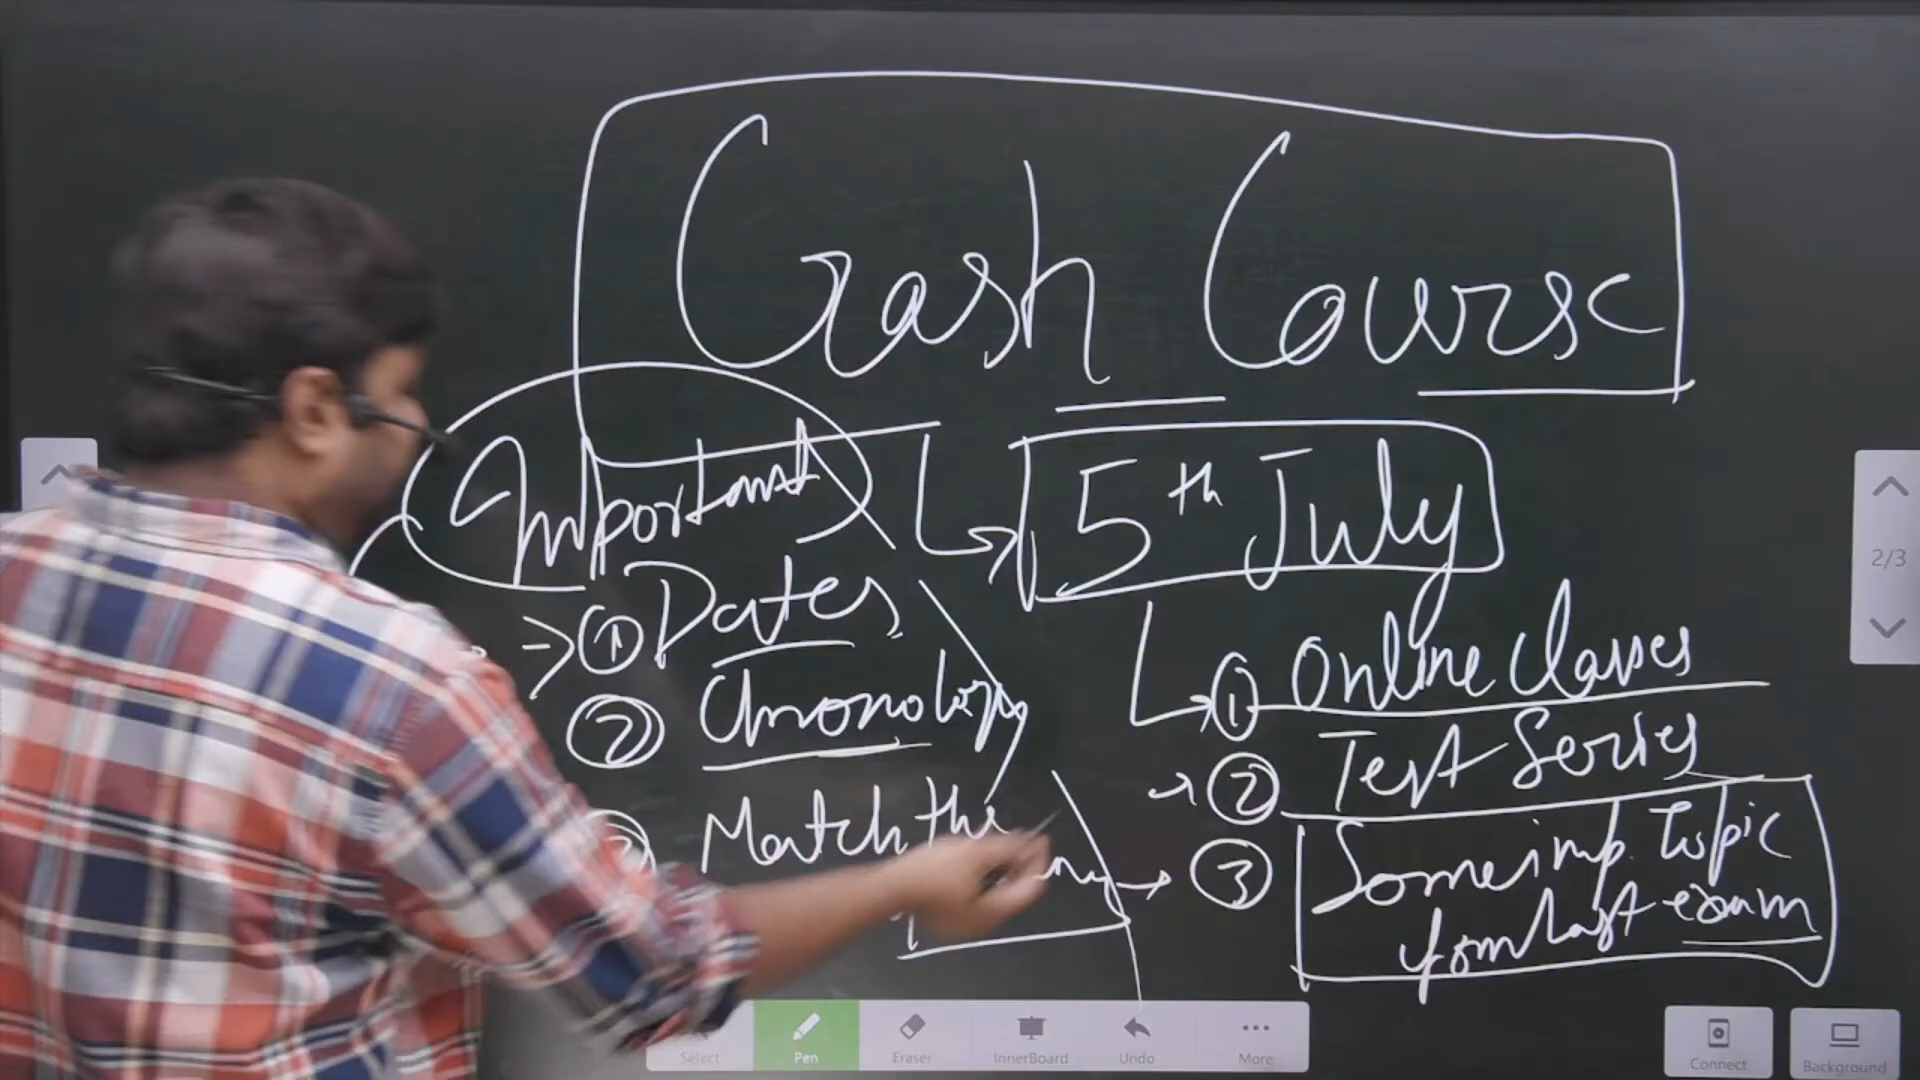 Crash Course
Important
5th July
→ ① Dates
② Chronology
Match the
① Online Classes
② Test Series
③ Some imp. Topic
from last exam
2/3
Select
Pen
Eraser
InnerBoard
Undo
More
Connect
Background